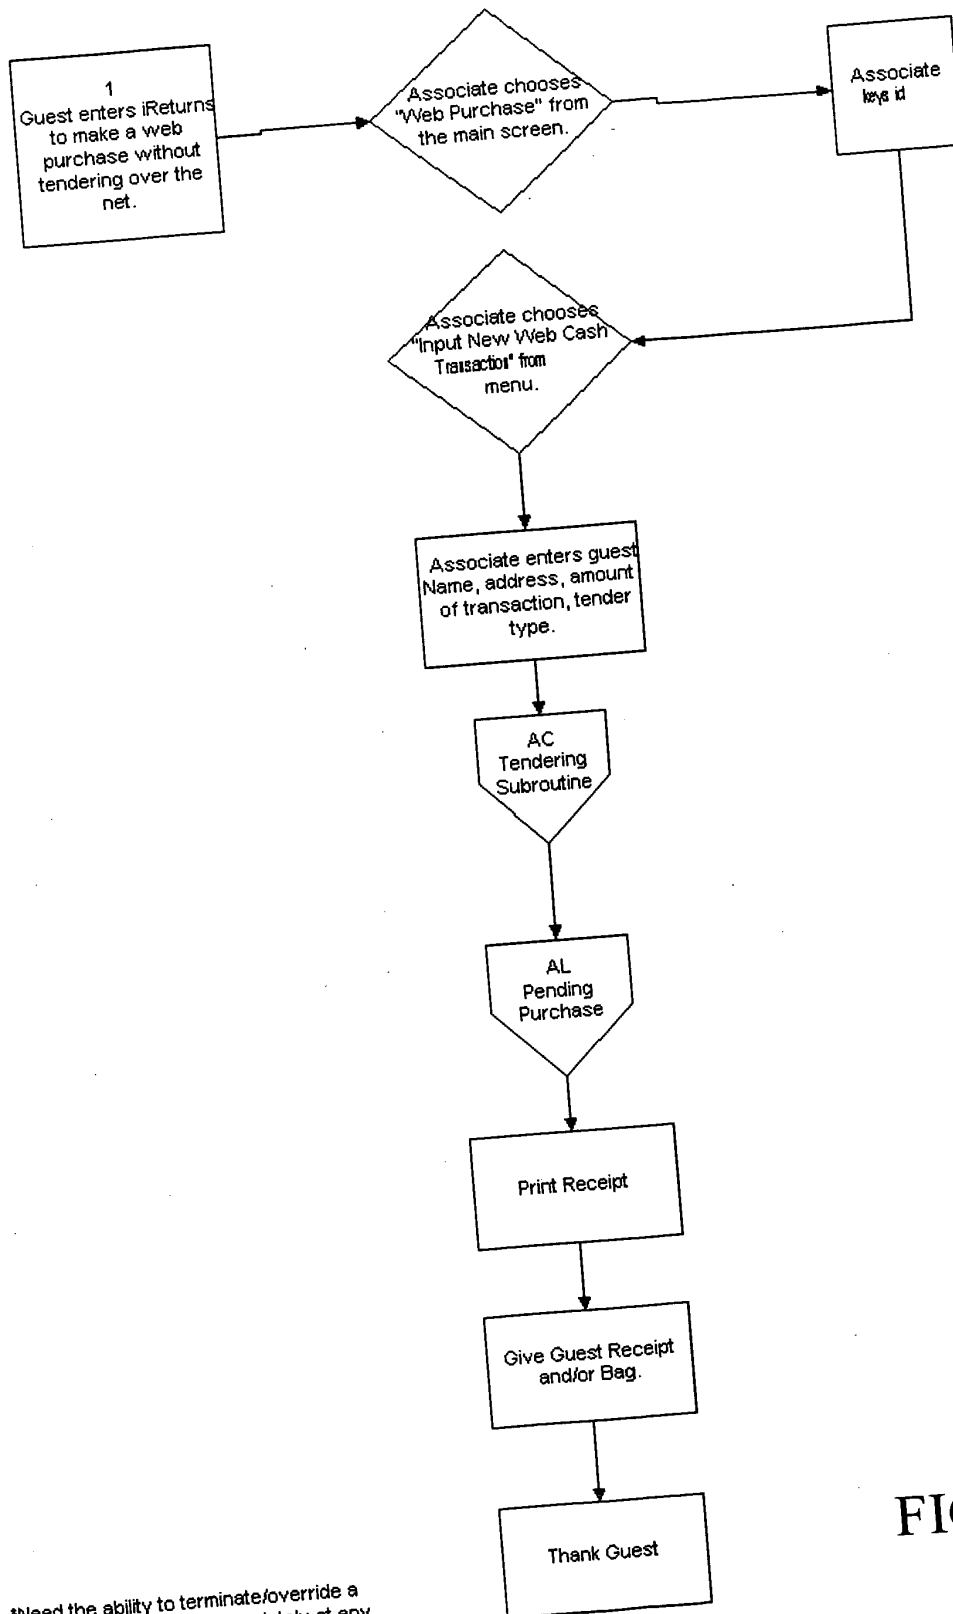 1
Guest enters iReturns
to make a web
purchase without
tendering over the
net.
Associate chooses
"Web Purchase" from
the main screen.
Associate
keys id
Associate chooses
"Input New Web Cash
Transaction" from
menu.
Associate enters guest
Name, address, amount
of transaction, tender
type.
AC
Tendering
Subroutine
AL
Pending
Purchase
Print Receipt
Give Guest Receipt
and/or Bag.
Thank Guest
FIG
*Need the ability to terminate/override a
at any